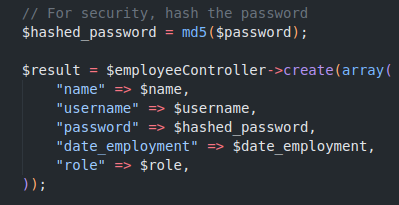 // For security, hash the password
$hashed_password = md5($password);
$result = $employeeController->create(array(
"name" => $name,
"username" => $username,
"password" => $hashed_password,
"date_employment" => $date_employment,
"role" => $role,
));